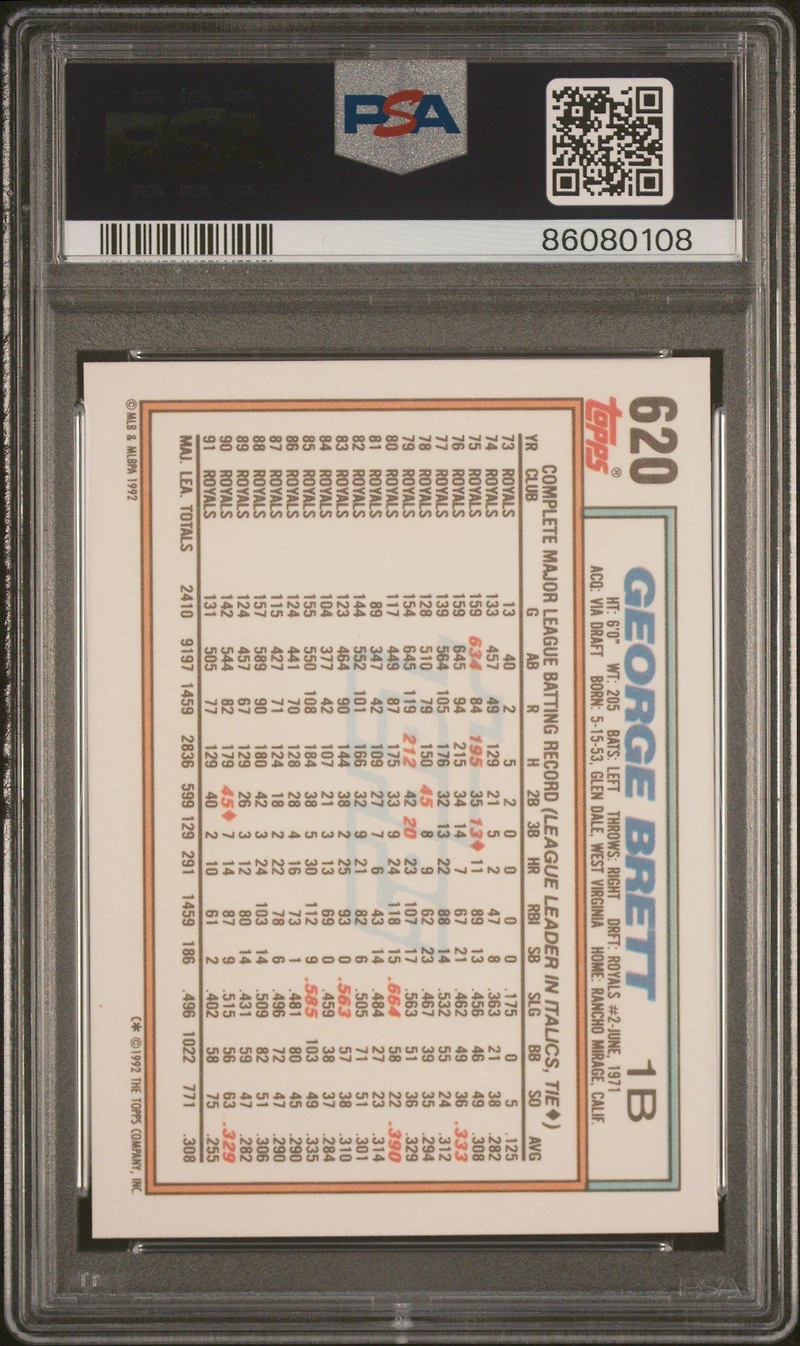 PSA
86080108
620
Topps®
GEORGE BRETT 1B
HT: 6'0" WT: 205 BATS: LEFT THROWS: RIGHT DRFT: ROYALS #2-JUNE, 1971
ACQ: VIA DRAFT BORN: 5-15-53, GLEN DALE, WEST VIRGINIA HOME: RANCHO MIRAGE, CALIF.
COMPLETE MAJOR LEAGUE BATTING RECORD (LEAGUE LEADER IN ITALICS, TIE♦)
YR CLUB G AB R H 2B 3B HR RBI SB SLG BB SO AVG
73 ROYALS 13 40 2 5 2 0 0 0 0 .175 0 5 .125
74 ROYALS 133 457 49 129 21 5 2 47 8 .363 21 38 .282
75 ROYALS 159 634 84 195 35 13♦ 11 89 13 .456 46 49 .308
76 ROYALS 159 645 94 215 34 14 7 67 21 .462 49 36 .333
77 ROYALS 139 564 105 176 32 13 22 88 14 .532 55 24 .312
78 ROYALS 128 510 79 150 45 8 9 62 23 .467 39 35 .294
79 ROYALS 154 645 119 212 42 20 23 107 17 .563 51 36 .329
80 ROYALS 117 449 87 175 33 9 24 118 15 .664 58 22 .390
81 ROYALS 89 347 42 109 27 7 6 43 14 .484 27 23 .314
82 ROYALS 144 552 101 166 32 9 21 82 6 .505 71 51 .301
83 ROYALS 123 464 90 144 38 2 25 93 0 .563 57 38 .310
84 ROYALS 104 377 42 107 21 3 13 69 0 .459 38 37 .284
85 ROYALS 155 550 108 184 38 5 30 112 9 .585 103 49 .335
86 ROYALS 124 441 70 128 28 4 16 73 1 .481 80 45 .290
87 ROYALS 115 427 71 124 18 2 22 78 6 .496 72 47 .290
88 ROYALS 157 589 90 180 42 3 24 103 14 .509 82 51 .306
89 ROYALS 124 457 67 129 26 3 12 80 14 .431 59 47 .282
90 ROYALS 142 544 82 179 45♦ 7 14 87 9 .515 56 63 .329
91 ROYALS 131 505 77 129 40 2 10 61 2 .402 58 75 .255
MAJ. LEA. TOTALS 2410 9197 1459 2836 599 129 291 1459 186 .496 1022 771 .308
© MLB & MLBPA 1992
C* ©1992 THE TOPPS COMPANY, INC.
PSA